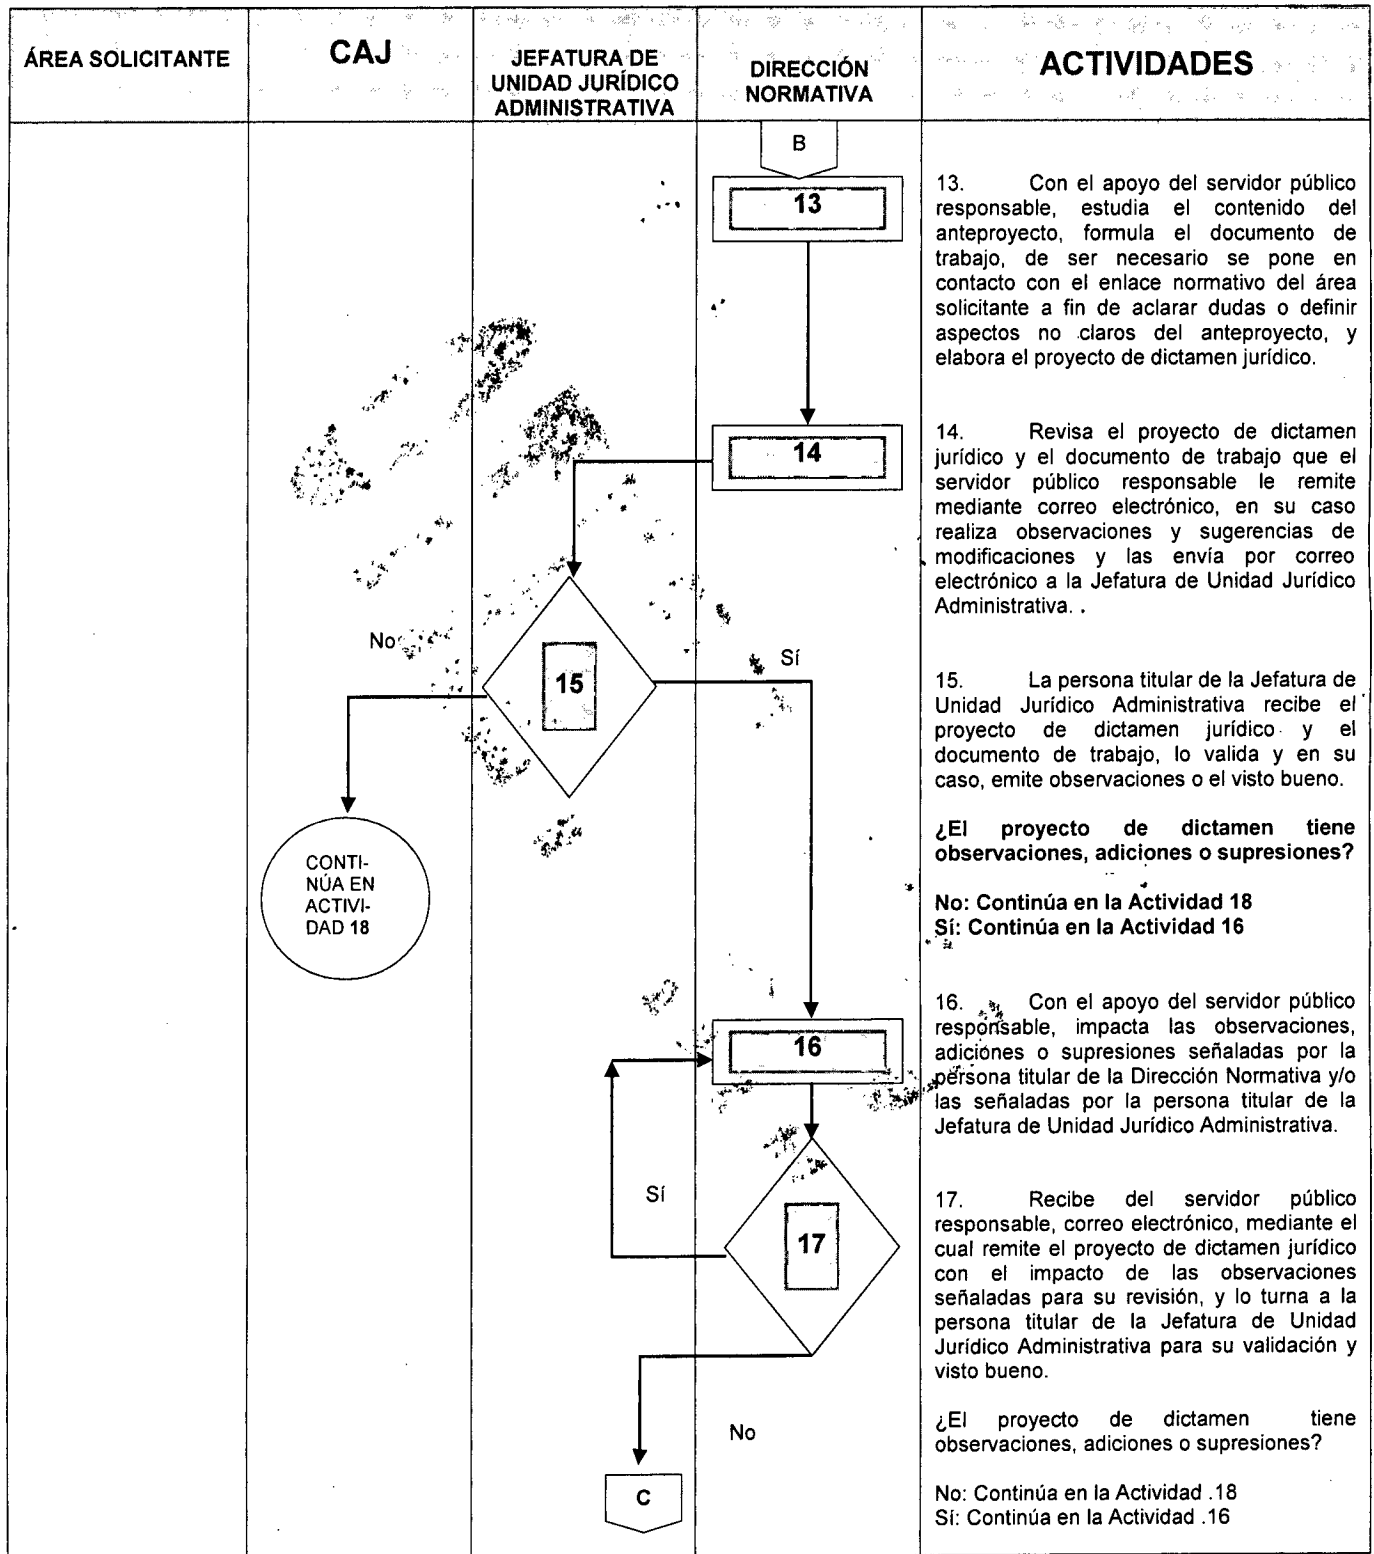 ÁREA SOLICITANTE
CAJ
JEFATURA DE
UNIDAD JURÍDICO
ADMINISTRATIVA
DIRECCIÓN
NORMATIVA
ACTIVIDADES
B
13
14
No
15
Sí
CONTI-
NÚA EN
ACTIVI-
DAD 18
16
Sí
17
No
C
13. Con el apoyo del servidor público
responsable, estudia el contenido del
anteproyecto, formula el documento de
trabajo, de ser necesario se pone en
contacto con el enlace normativo del área
solicitante a fin de aclarar dudas o definir
aspectos no claros del anteproyecto, y
elabora el proyecto de dictamen jurídico.
14. Revisa el proyecto de dictamen
jurídico y el documento de trabajo que el
servidor público responsable le remite
mediante correo electrónico, en su caso
realiza observaciones y sugerencias de
modificaciones y las envía por correo
electrónico a la Jefatura de Unidad Jurídico
Administrativa. .
15. La persona titular de la Jefatura de
Unidad Jurídico Administrativa recibe el
proyecto de dictamen jurídico y el
documento de trabajo, lo valida y en su
caso, emite observaciones o el visto bueno.
¿El proyecto de dictamen tiene
observaciones, adiciones o supresiones?
No: Continúa en la Actividad 18
Sí: Continúa en la Actividad 16
16. Con el apoyo del servidor público
responsable, impacta las observaciones,
adiciones o supresiones señaladas por la
persona titular de la Dirección Normativa y/o
las señaladas por la persona titular de la
Jefatura de Unidad Jurídico Administrativa.
17. Recibe del servidor público
responsable, correo electrónico, mediante el
cual remite el proyecto de dictamen jurídico
con el impacto de las observaciones
señaladas para su revisión, y lo turna a la
persona titular de la Jefatura de Unidad
Jurídico Administrativa para su validación y
visto bueno.
¿El proyecto de dictamen tiene
observaciones, adiciones o supresiones?
No: Continúa en la Actividad .18
Sí: Continúa en la Actividad .16